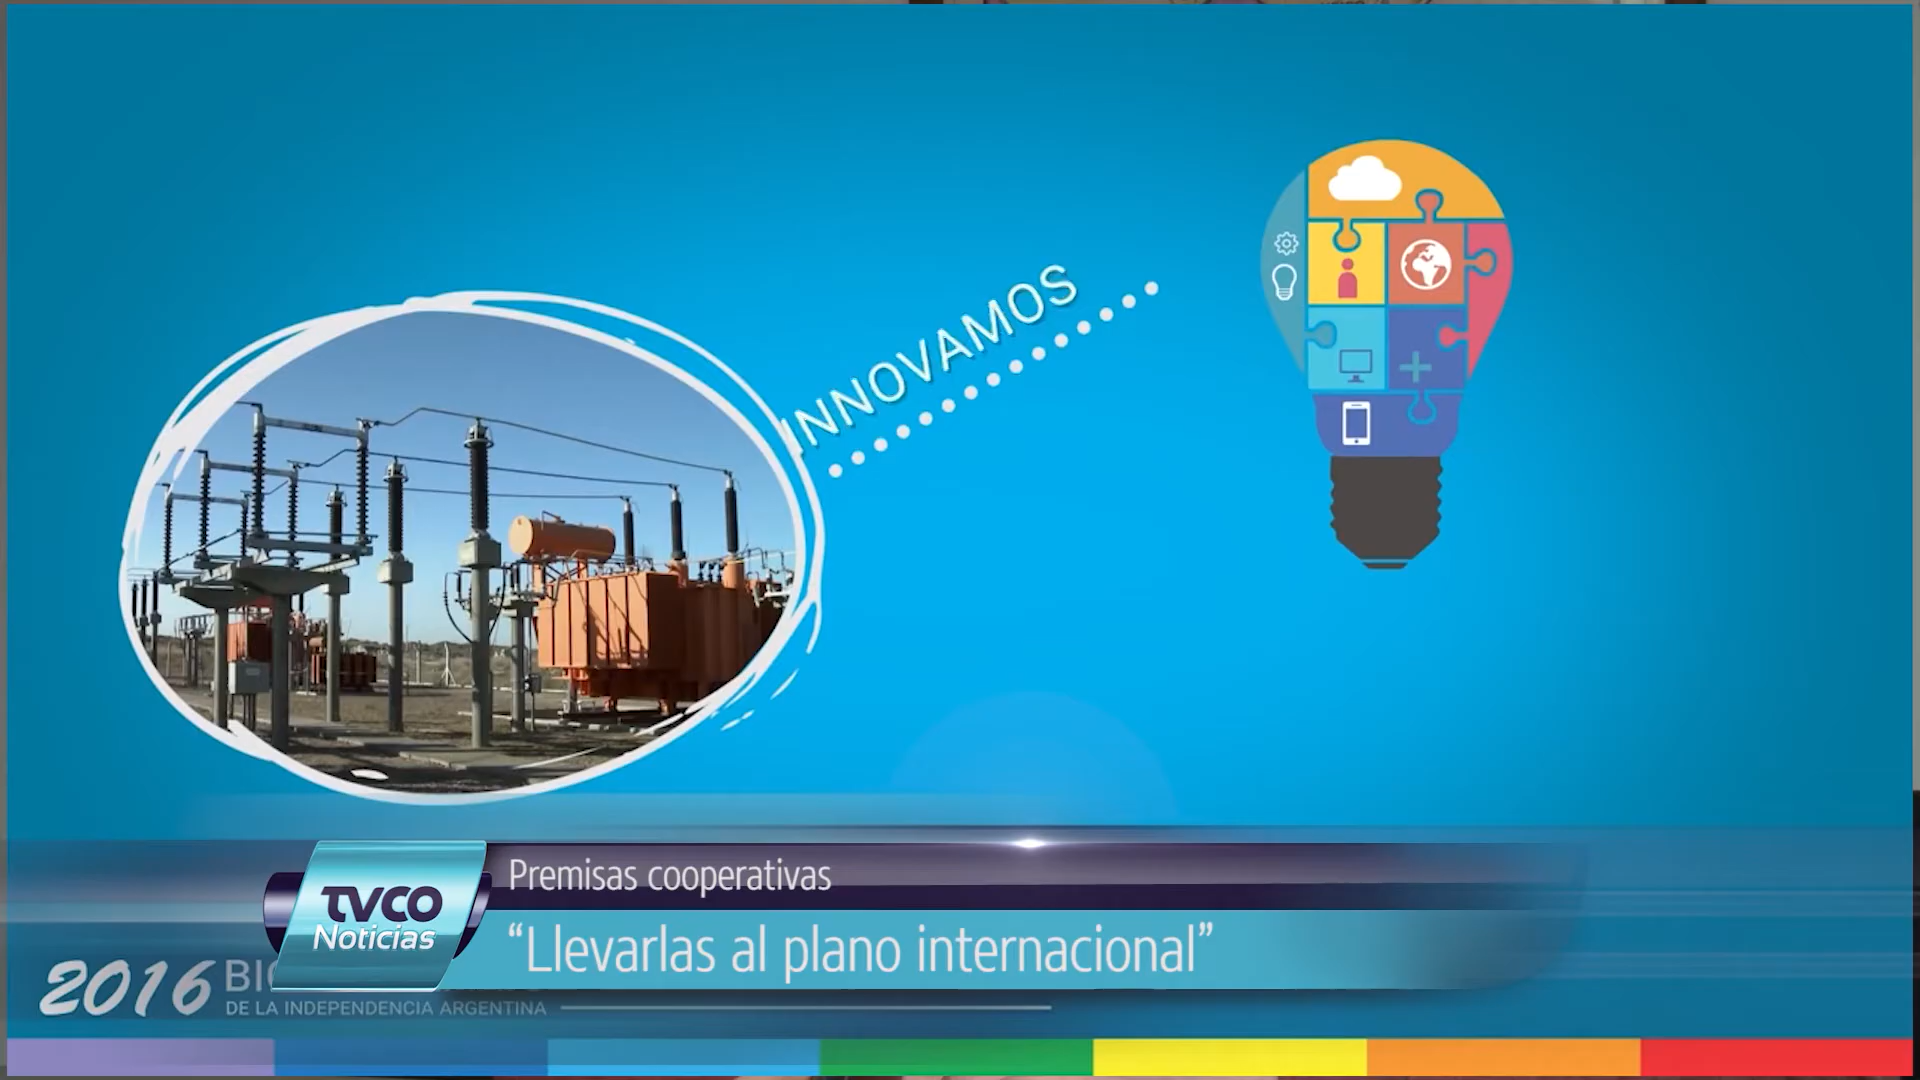 INNOVAMOS
TVCO
Noticias
Premisas cooperativas
“Llevarlas al plano internacional”
2016
DE LA INDEPENDENCIA ARGENTINA